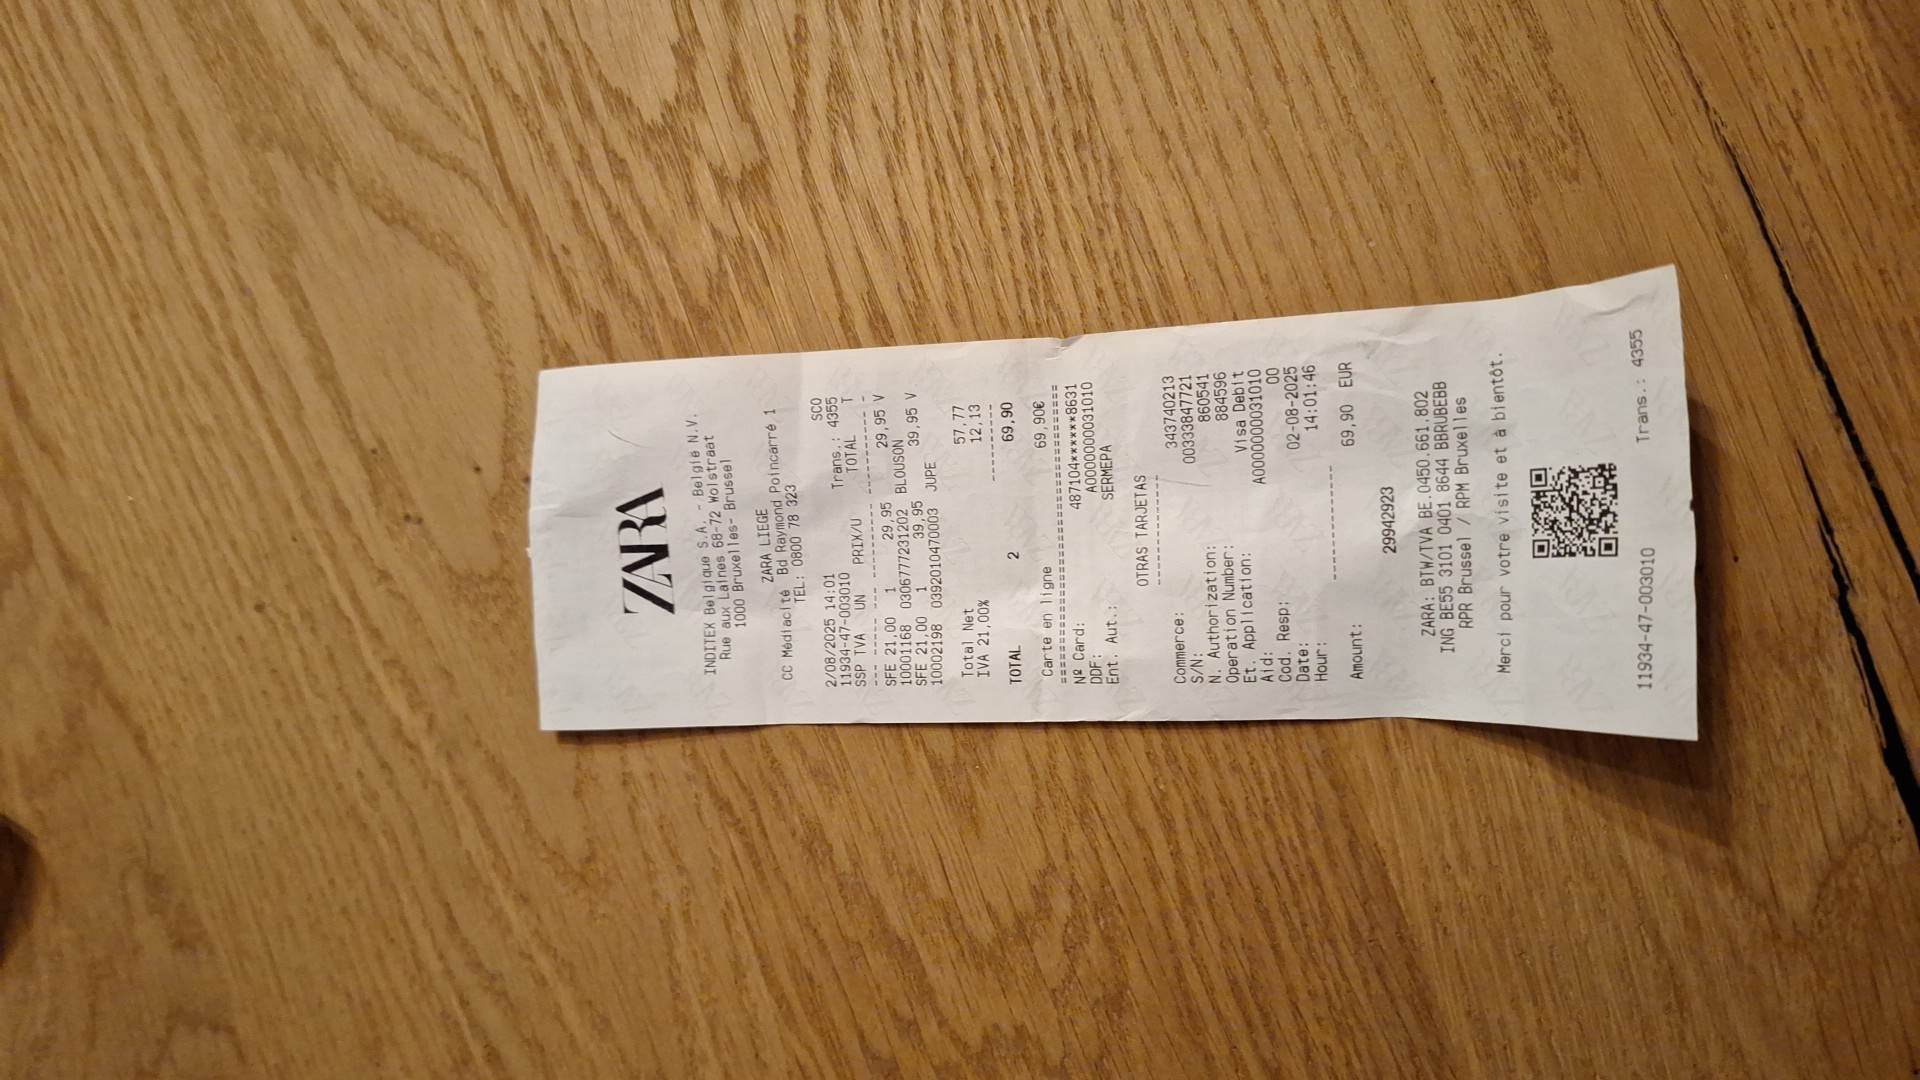 ZARA
INDITEX Belgique S.A. - België N.V.
Rue aux Laines 68-72 Wolstraat
1000 Bruxelles- Brussel
ZARA LIEGE
CC Médiacité Bd Raymond Poincarré,1
TEL: 0800 78 323
SCO
2/08/2025 14:01
11934-47-003010 Trans.: 4355
SSP TVA UN PRIX/U TOTAL T
SFE 21,00 1 29,95 29,95 V
10001168 03067772312O2 BLOUSON
SFE 21,00 1 39,95 39,95 V
10002198 0392010470003 JUPE
Total Net 57,77
IVA 21,00% 12,13
TOTAL 2 69,90
Carte en ligne 69,90€
Nº Card: 487104*******8631
DDF: A0000000031010
Ent. Aut.: SERMEPA
OTRAS TARJETAS
Commerce: 343740213
S/N: 00333847721
N. Authorization: 860541
Operation Number: 884596
Et. Application: Visa Debit
Aid: A0000000031010
Cod. Resp: 00
Date: 02-08-2025
Hour: 14:01:46
Amount: 69,90 EUR
29942923
ZARA: BTW/TVA BE.0450.661.802
ING BE55 3101 0401 8644 BBRUBEBB
RPR Brussel / RPM Bruxelles
Merci pour votre visite et à bientôt.
11934-47-003010 Trans.: 4355